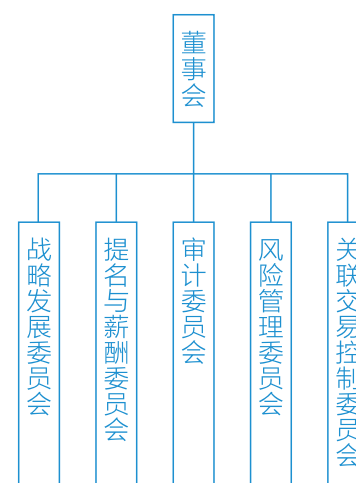 董事会
战略发展委员会
提名与薪酬委员会
审计委员会
风险管理委员会
关联交易控制委员会